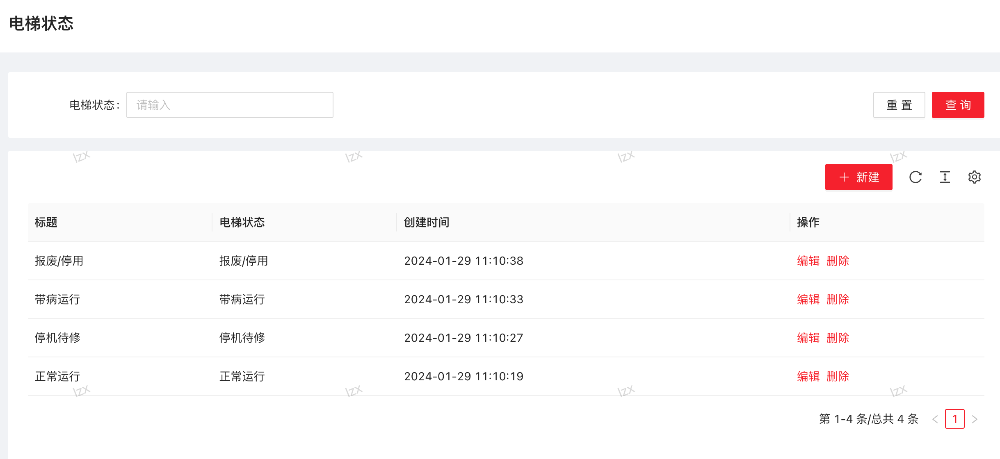 电梯状态
电梯状态: 请输入 重 置 查 询
lzx lzx lzx lzx
新建
标题 电梯状态 创建时间 操作
报废/停用 报废/停用 2024-01-29 11:10:38 编辑 删除
带病运行 带病运行 2024-01-29 11:10:33 编辑 删除
停机待修 停机待修 2024-01-29 11:10:27 编辑 删除
正常运行 正常运行 2024-01-29 11:10:19 编辑 删除
lzx lzx lzx lzx
第 1-4 条/总共 4 条 < 1 >